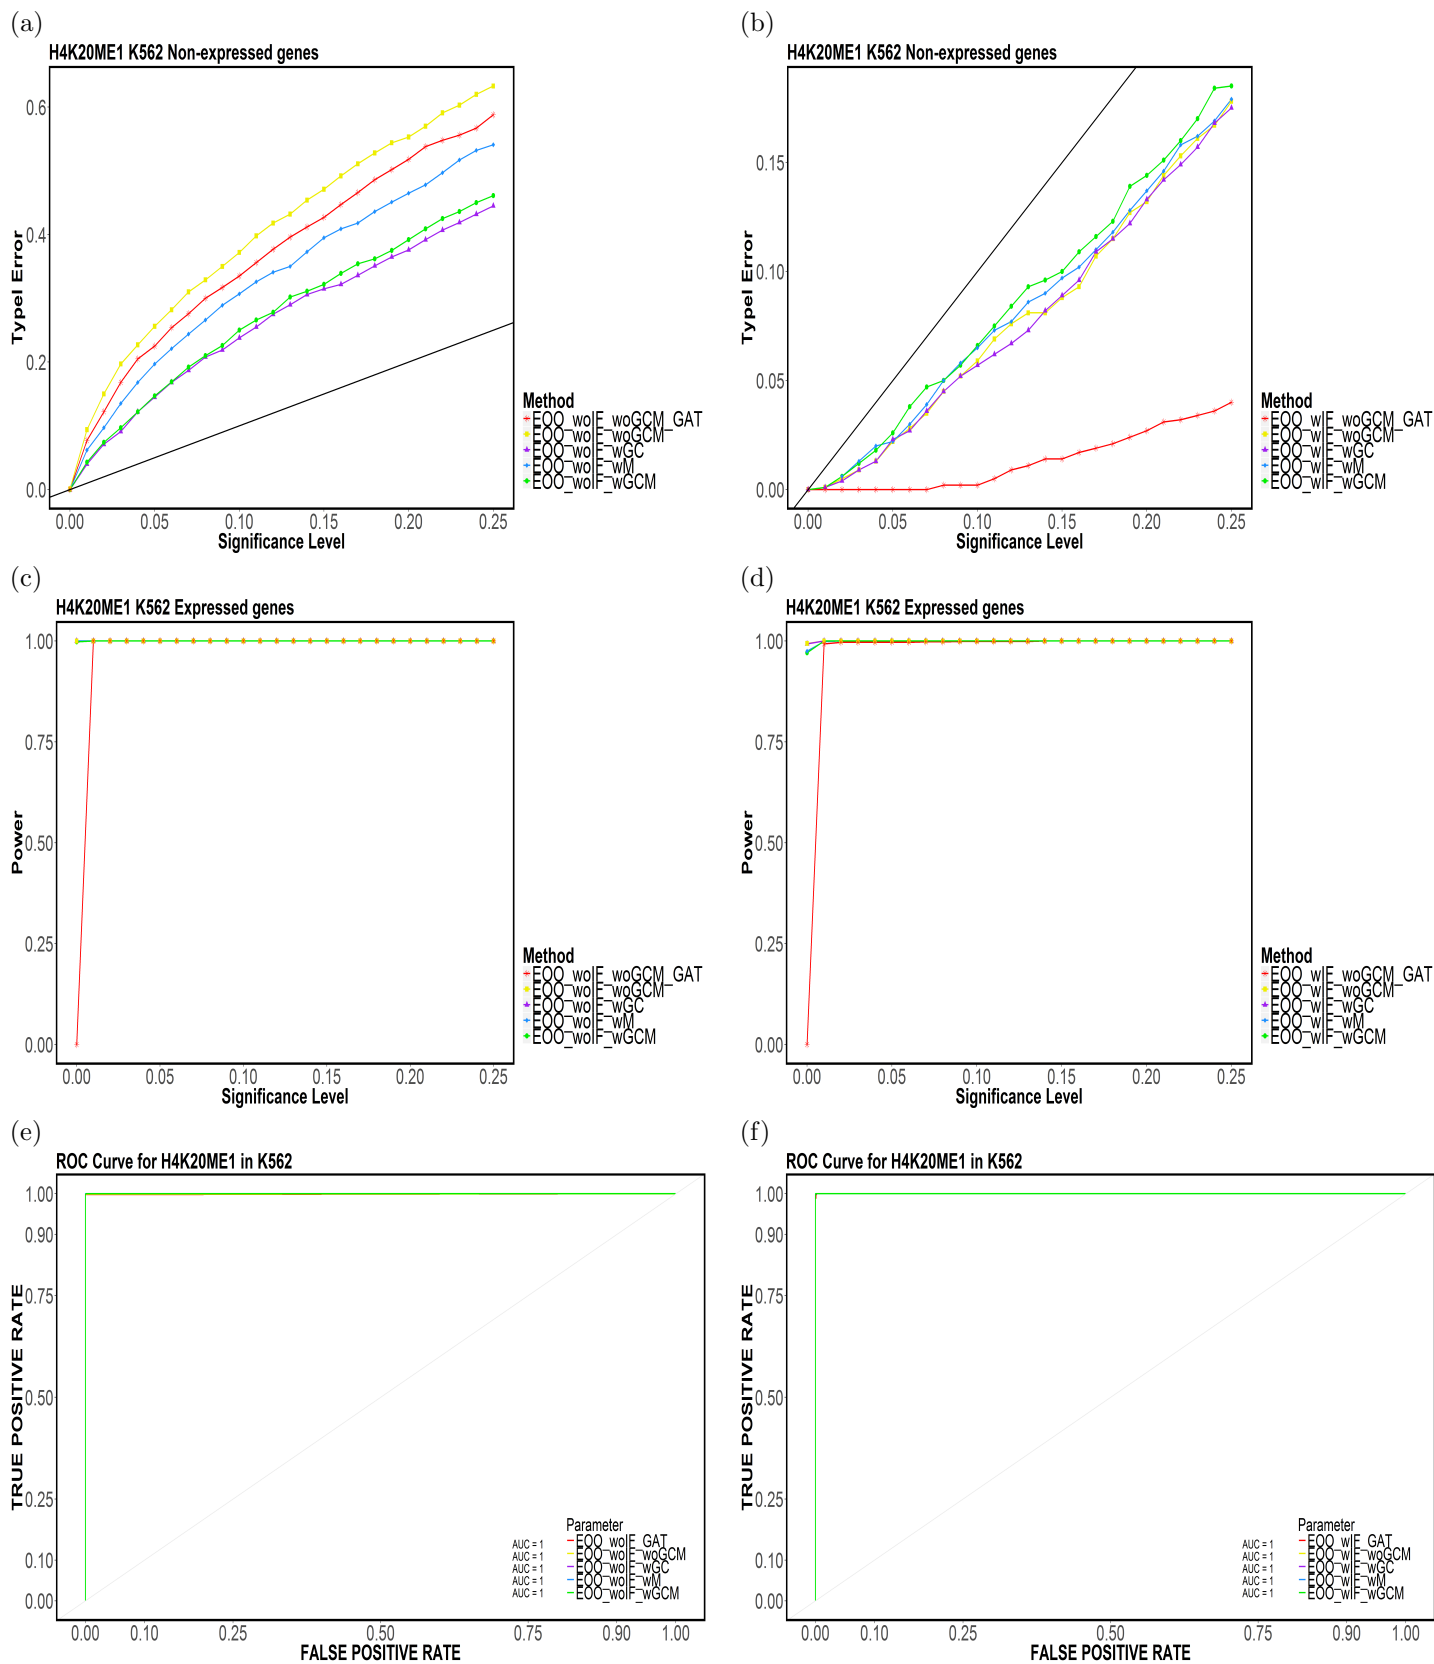 (a)
H4K20ME1 K562 Non-expressed genes
TypeI Error
0.6
0.4
0.2
0.0
0.00 0.05 0.10 0.15 0.20 0.25
Significance Level
Method
EOO_woIF_woGCM_GAT
EOO_woIF_woGCM
EOO_woIF_wGC
EOO_woIF_wM
EOO_woIF_wGCM
(b)
H4K20ME1 K562 Non-expressed genes
TypeI Error
0.15
0.10
0.05
0.00
0.00 0.05 0.10 0.15 0.20 0.25
Significance Level
Method
EOO_wIF_woGCM_GAT
EOO_wIF_woGCM
EOO_wIF_wGC
EOO_wIF_wM
EOO_wIF_wGCM
(c)
H4K20ME1 K562 Expressed genes
Power
1.00
0.75
0.50
0.25
0.00
0.00 0.05 0.10 0.15 0.20 0.25
Significance Level
Method
EOO_woIF_woGCM_GAT
EOO_woIF_woGCM
EOO_woIF_wGC
EOO_woIF_wM
EOO_woIF_wGCM
(d)
H4K20ME1 K562 Expressed genes
Power
1.00
0.75
0.50
0.25
0.00
0.00 0.05 0.10 0.15 0.20 0.25
Significance Level
Method
EOO_wIF_woGCM_GAT
EOO_wIF_woGCM
EOO_wIF_wGC
EOO_wIF_wM
EOO_wIF_wGCM
(e)
ROC Curve for H4K20ME1 in K562
TRUE POSITIVE RATE
1.00
0.90
0.75
0.50
0.25
0.10
0.00
Parameter
AUC = 1 EOO_woIF_GAT
AUC = 1 EOO_woIF_woGCM
AUC = 1 EOO_woIF_wGC
AUC = 1 EOO_woIF_wM
AUC = 1 EOO_woIF_wGCM
0.00 0.10 0.25 0.50 0.75 0.90 1.00
FALSE POSITIVE RATE
(f)
ROC Curve for H4K20ME1 in K562
TRUE POSITIVE RATE
1.00
0.90
0.75
0.50
0.25
0.10
0.00
Parameter
AUC = 1 EOO_wIF_GAT
AUC = 1 EOO_wIF_woGCM
AUC = 1 EOO_wIF_wGC
AUC = 1 EOO_wIF_wM
AUC = 1 EOO_wIF_wGCM
0.00 0.10 0.25 0.50 0.75 0.90 1.00
FALSE POSITIVE RATE